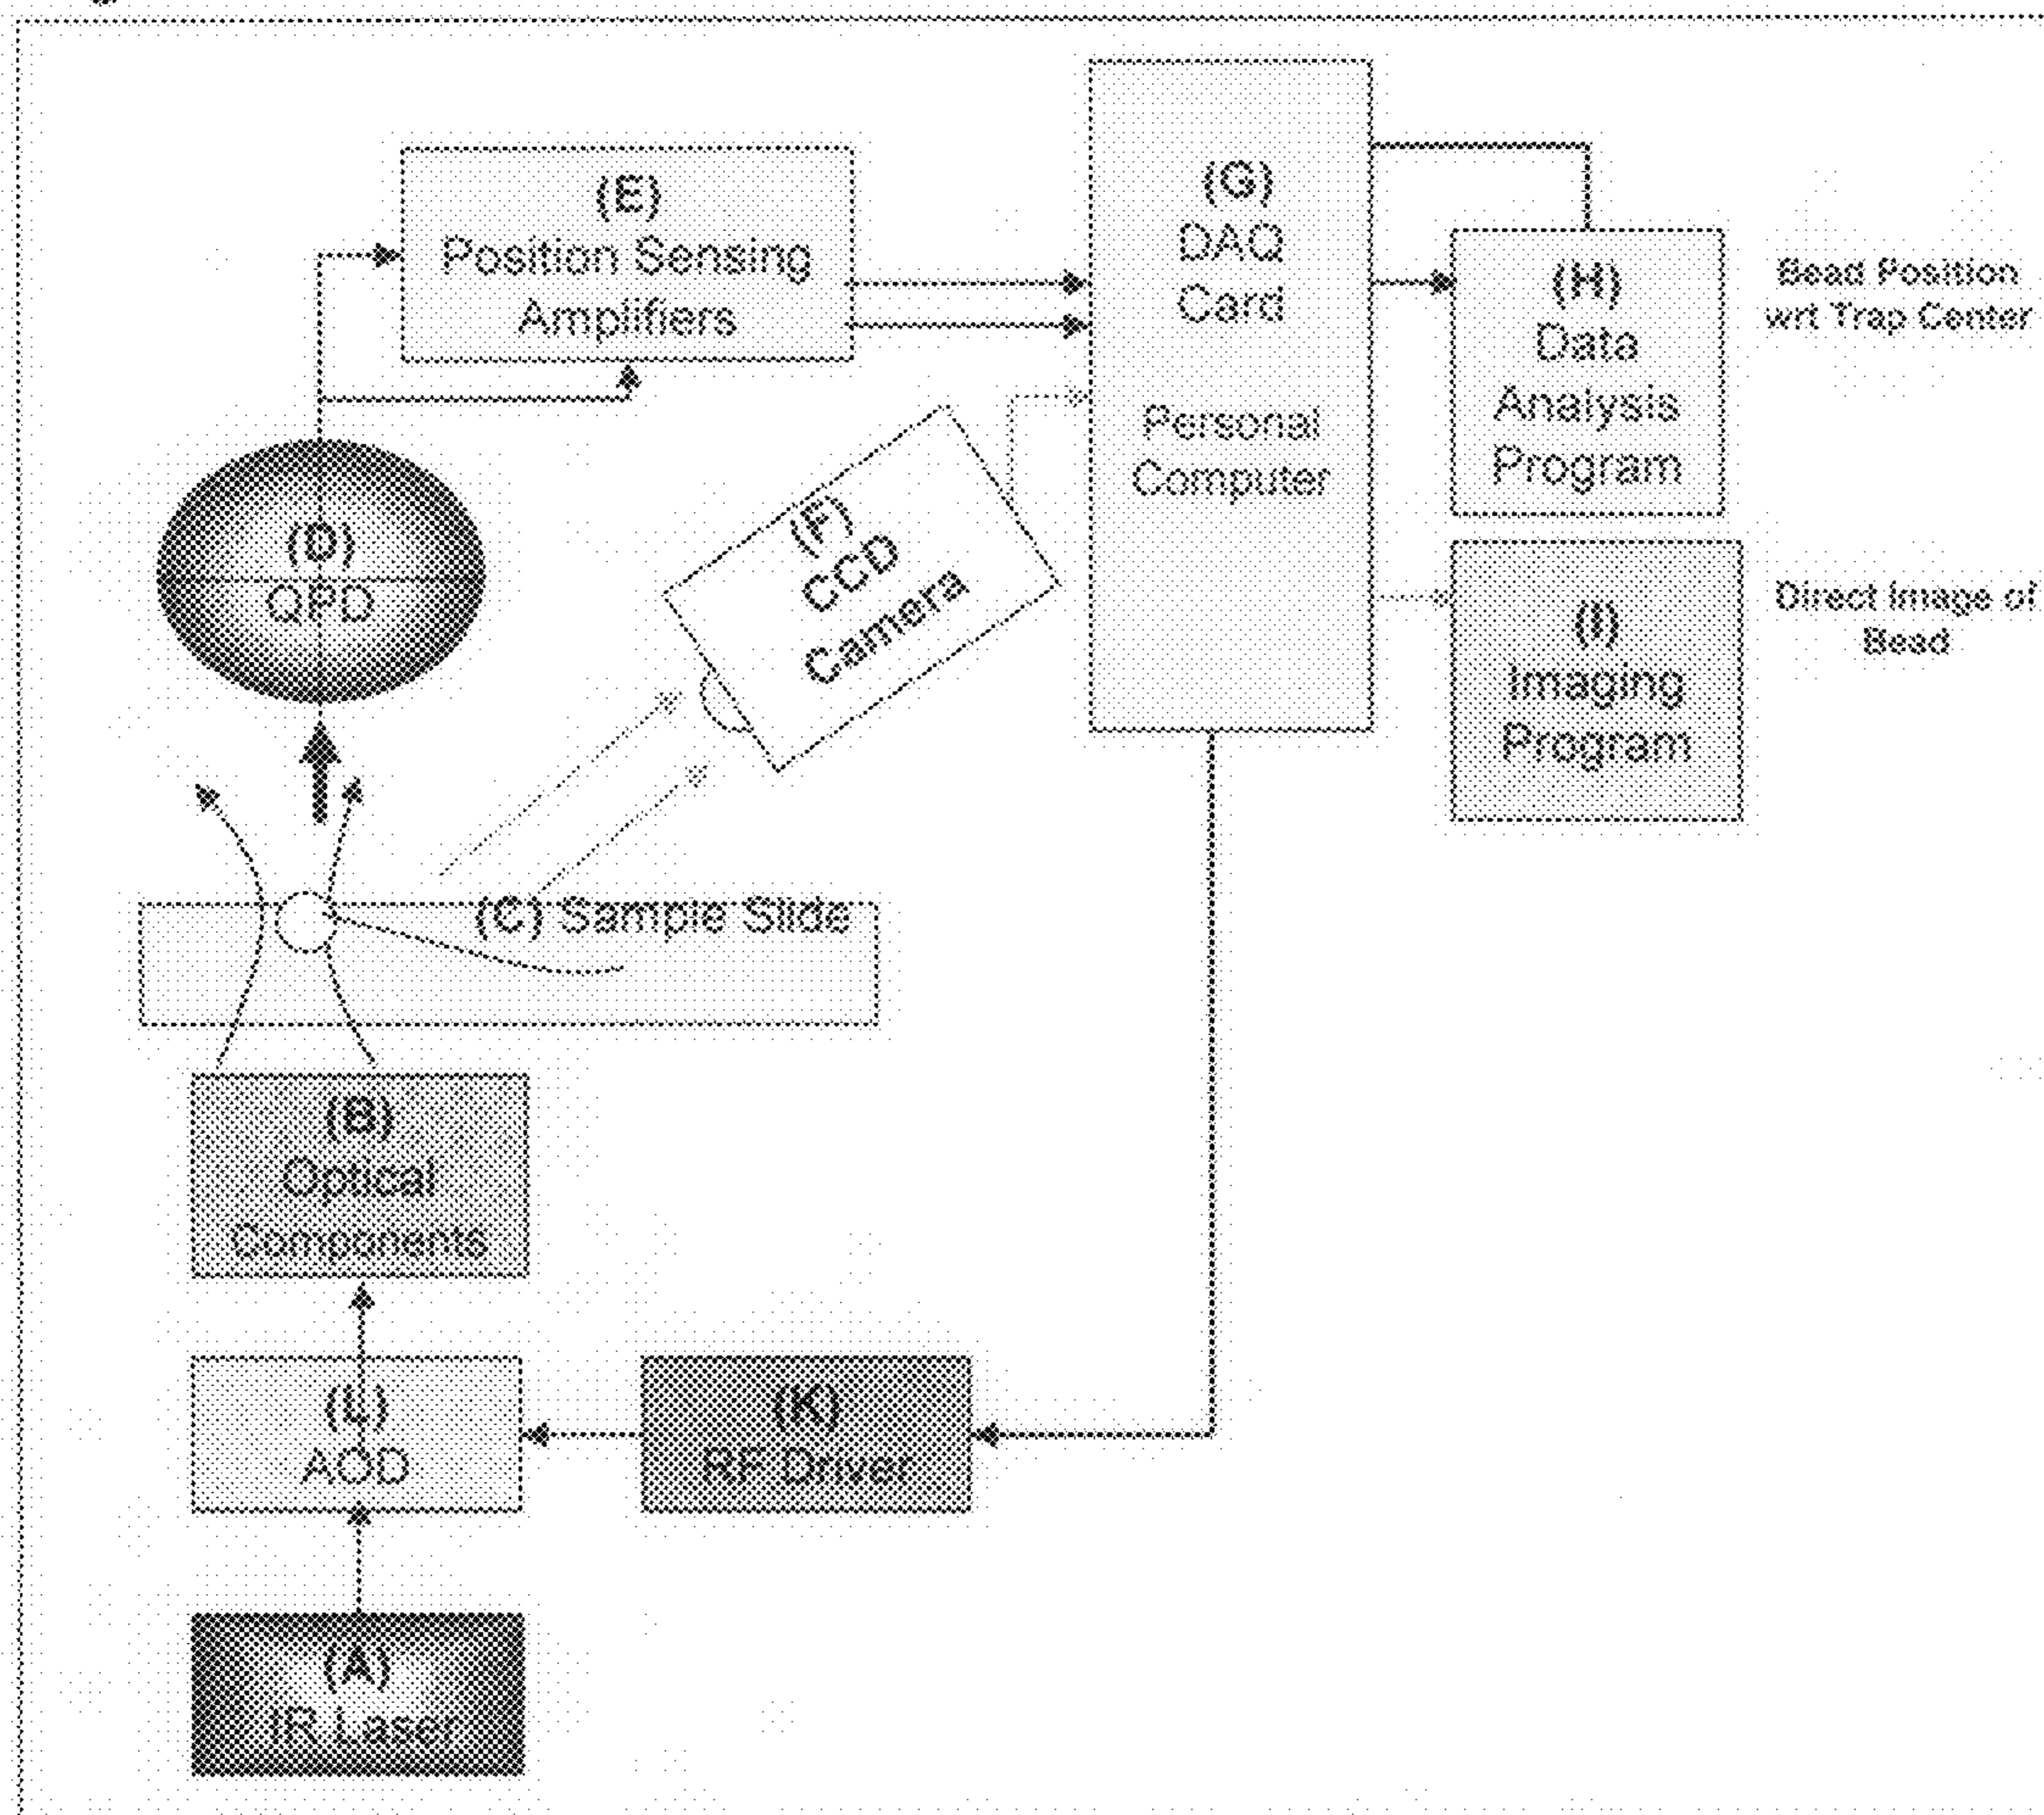 (E)
Position Sensing
Amplifiers
(G)
DAQ
Card
Personal
Computer
(H)
Data
Analysis
Program
Bead Position
wrt Trap Center
(D)
QPD
(F)
CCD
Camera
(I)
Imaging
Program
Direct Image of
Bead
(C) Sample Slide
(B)
Optical
Components
(L)
AOD
(K)
RF Driver
(A)
IR Laser